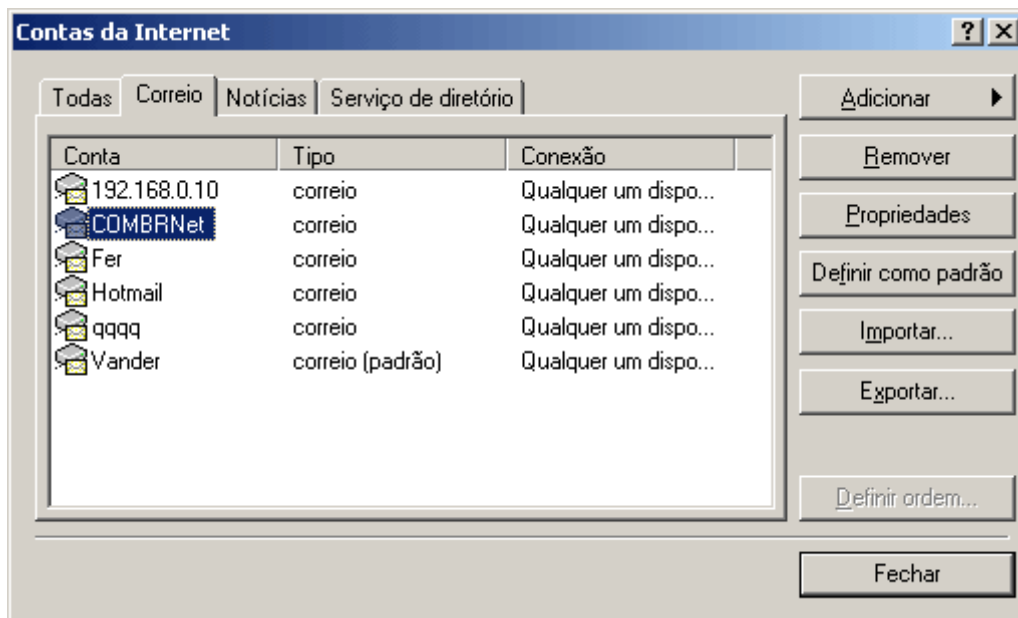 Contas da Internet
Todas Correio Notícias Serviço de diretório
Adicionar
Remover
Propriedades
Definir como padrão
Importar...
Exportar...
Definir ordem...
Fechar
Conta Tipo Conexão
192.168.0.10 correio Qualquer um dispo...
COMBRNet correio Qualquer um dispo...
Fer correio Qualquer um dispo...
Hotmail correio Qualquer um dispo...
qqqq correio Qualquer um dispo...
Vander correio (padrão) Qualquer um dispo...